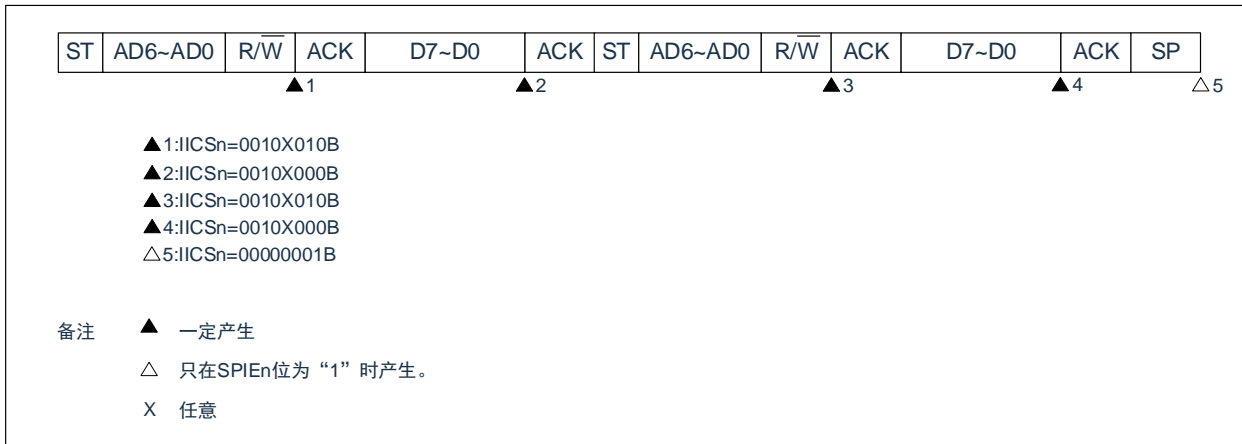 ST AD6~AD0 R/W ACK D7~D0 ACK ST AD6~AD0 R/W ACK D7~D0 ACK SP
▲1 ▲2 ▲3 ▲4 △5
▲1:IICSn=0010X010B
▲2:IICSn=0010X000B
▲3:IICSn=0010X010B
▲4:IICSn=0010X000B
△5:IICSn=00000001B
备注 ▲ 一定产生
△ 只在SPIEn位为“1”时产生。
X 任意